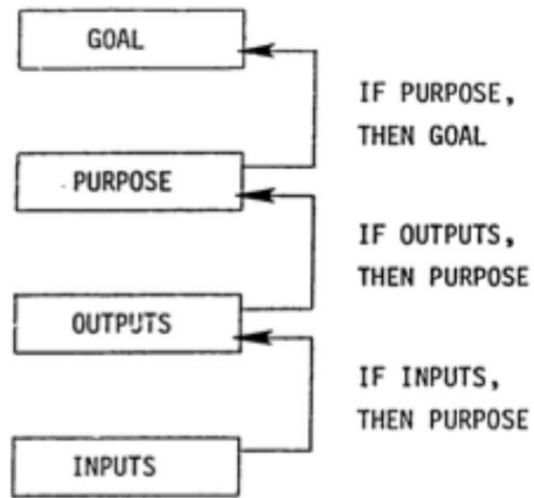 GOAL
IF PURPOSE,
THEN GOAL
PURPOSE
IF OUTPUTS,
THEN PURPOSE
OUTPUTS
IF INPUTS,
THEN PURPOSE
INPUTS